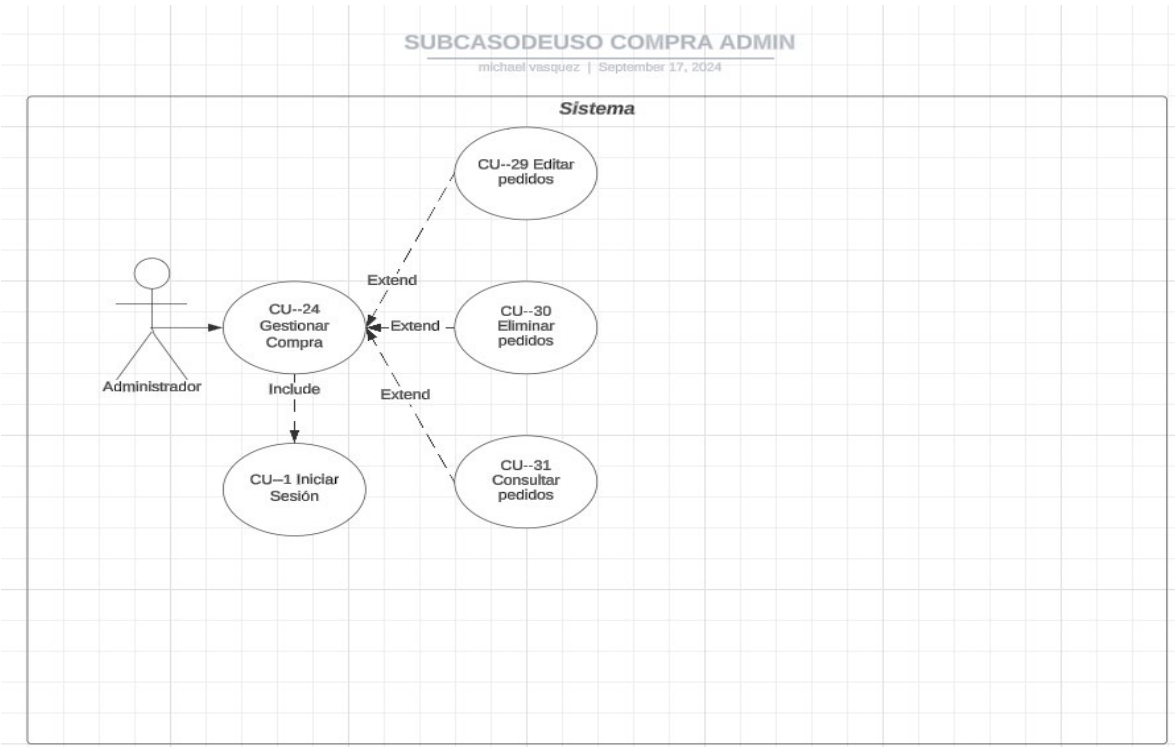 SUBCASODEUSO COMPRA ADMIN
michael vasquez | September 17, 2024
Sistema
CU--29 Editar
pedidos
Extend
CU--24
Gestionar
Compra
Extend
CU--30
Eliminar
pedidos
Administrador
Include
Extend
CU--1 Iniciar
Sesión
CU--31
Consultar
pedidos